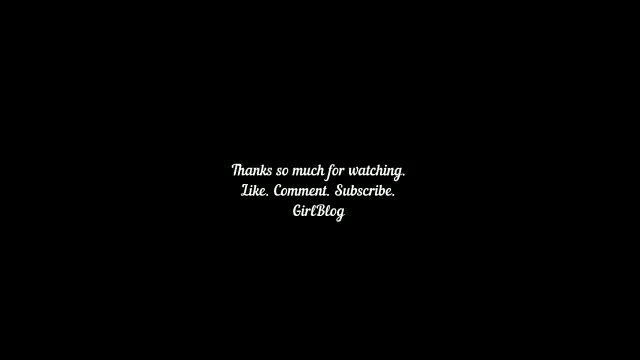 Thanks so much for watching.
Like. Comment. Subscribe.
GirlBlog